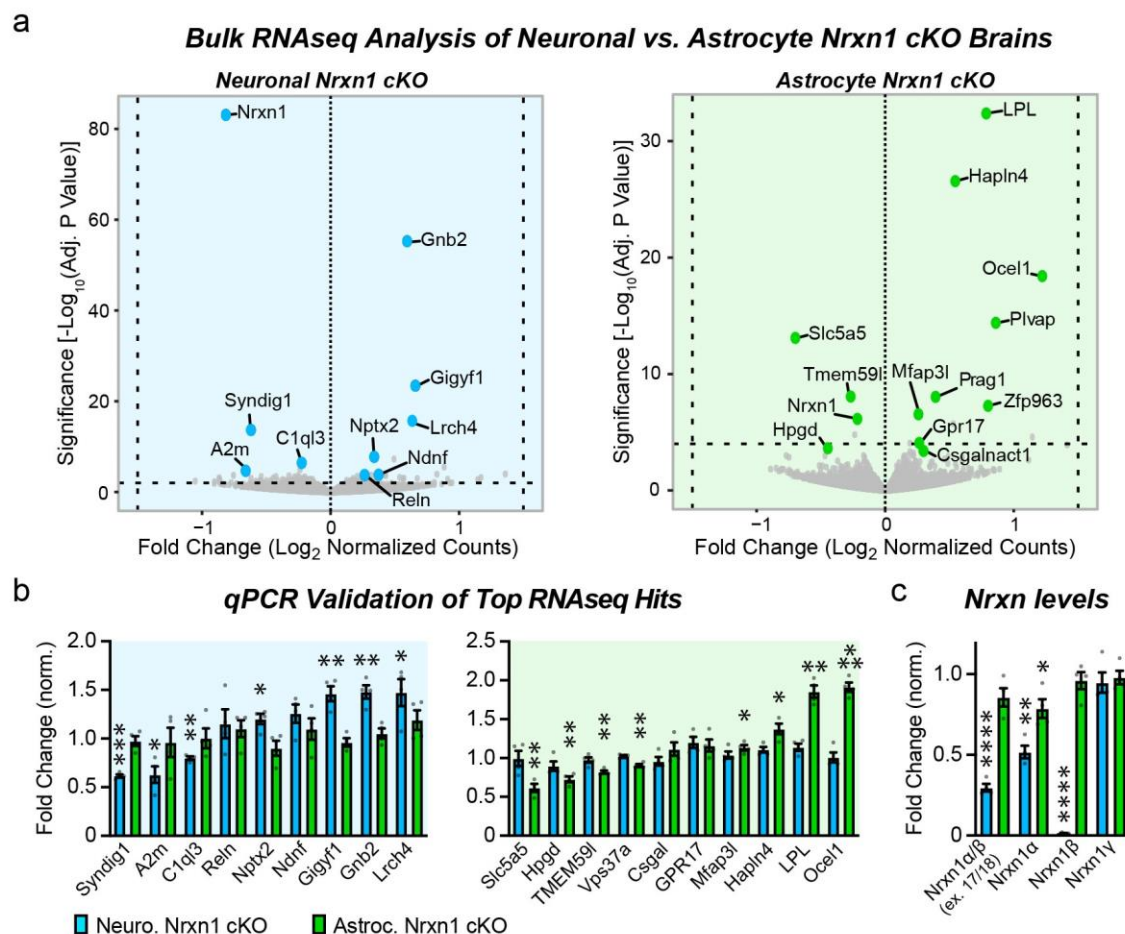 a
Bulk RNAseq Analysis of Neuronal vs. Astrocyte Nrxn1 cKO Brains
Neuronal Nrxn1 cKO
Significance [-Log10(Adj. P Value)]
80
60
40
20
0
Nrxn1
Gnb2
Gigyf1
Syndig1
Lrch4
Nptx2
C1ql3
A2m
Ndnf
Reln
−1
0
1
Fold Change (Log2 Normalized Counts)
Astrocyte Nrxn1 cKO
Significance [-Log10(Adj. P Value)]
30
20
10
0
LPL
Hapln4
Ocel1
Plvap
Slc5a5
Tmem59l
Mfap3l
Prag1
Nrxn1
Zfp963
Hpgd
Gpr17
Csgalnact1
−1
0
1
Fold Change (Log2 Normalized Counts)
b
qPCR Validation of Top RNAseq Hits
Fold Change (norm.)
2.0
1.5
1.0
0.5
0
***
*
**
*
**
**
*
Syndig1
A2m
C1ql3
Reln
Nptx2
Ndnf
Gigyf1
Gnb2
Lrch4
2.5
2.0
1.5
1.0
0.5
0
**
**
**
**
*
*
**
****
Slc5a5
Hpgd
TMEM59l
Vps37a
Csgal
GPR17
Mfap3l
Hapln4
LPL
Ocel1
Neuro. Nrxn1 cKO
Astroc. Nrxn1 cKO
c
Nrxn levels
Fold Change (norm.)
1.0
0.5
0
****
**
*
****
Nrxn1α/β
(ex. 17/18)
Nrxn1α
Nrxn1β
Nrxn1γ